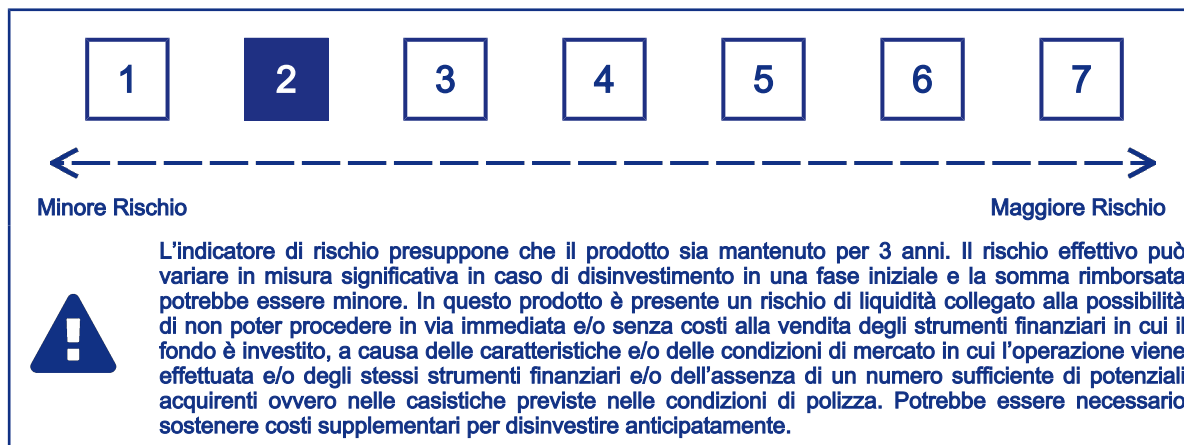 1 2 3 4 5 6 7
Minore Rischio Maggiore Rischio
L'indicatore di rischio presuppone che il prodotto sia mantenuto per 3 anni. Il rischio effettivo può
variare in misura significativa in caso di disinvestimento in una fase iniziale e la somma rimborsata
potrebbe essere minore. In questo prodotto è presente un rischio di liquidità collegato alla possibilità
di non poter procedere in via immediata e/o senza costi alla vendita degli strumenti finanziari in cui il
fondo è investito, a causa delle caratteristiche e/o delle condizioni di mercato in cui l'operazione viene
effettuata e/o degli stessi strumenti finanziari e/o dell'assenza di un numero sufficiente di potenziali
acquirenti ovvero nelle casistiche previste nelle condizioni di polizza. Potrebbe essere necessario
sostenere costi supplementari per disinvestire anticipatamente.